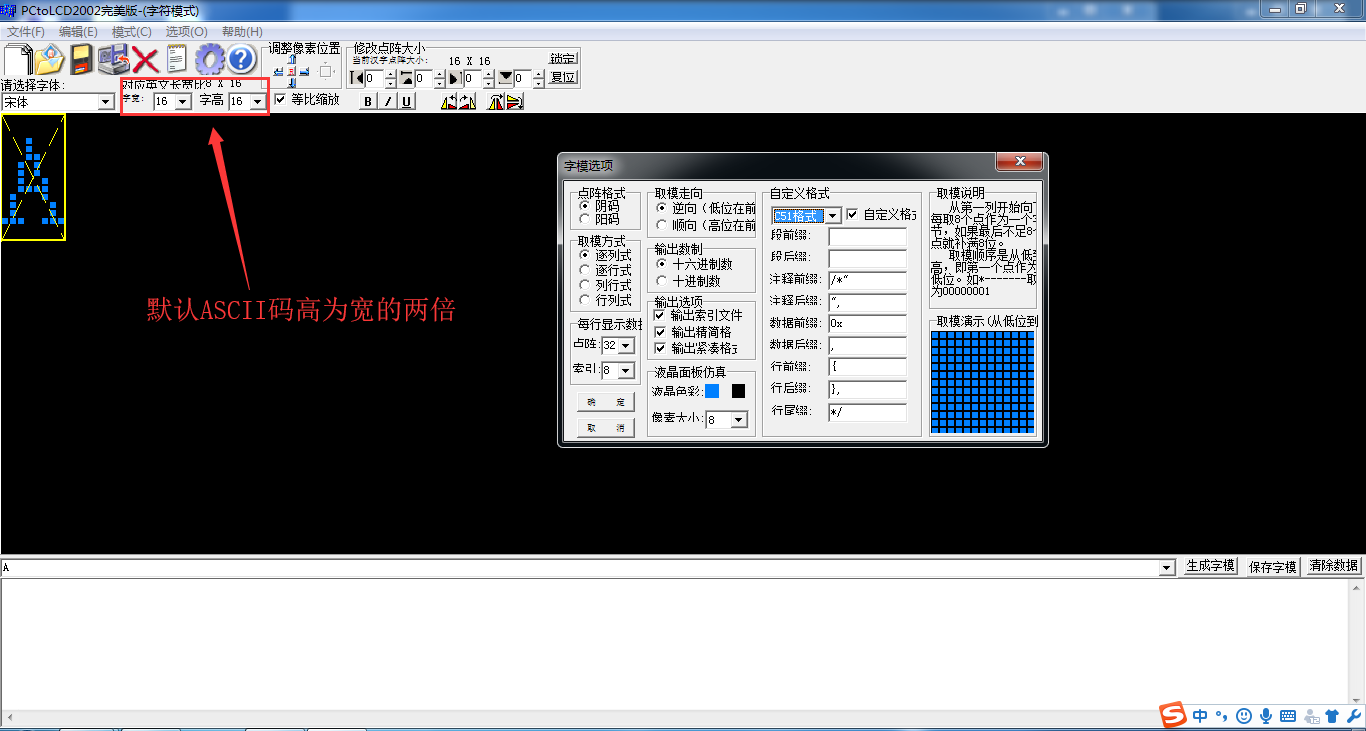 PCtoLCD2002完美版-(字符模式)
文件(F) 编辑(E) 模式(C) 选项(O) 帮助(H)
调整像素位置
修改点阵大小
当前汉字点阵大小: 16 X 16
锁定
0 0 0 0 复位
请选择字体:
宋体
对应英文长宽比8 X 16
字宽: 16 字高 16
等比缩放
B I U
默认ASCII码高为宽的两倍
字模选项
点阵格式
阴码
阳码
取模方式
逐列式
逐行式
列行式
行列式
每行显示数
点阵: 32
索引: 8
确 定
取 消
取模走向
逆向(低位在前
顺向(高位在前
输出数制
十六进制数
十进制数
输出选项
输出索引文件
输出精简格
输出紧凑格式
液晶面板仿真
液晶色彩:
像素大小: 8
自定义格式
C51格式 自定义格式
段前缀:
段后缀:
注释前缀: /*"
注释后缀: ",
数据前缀: 0x
数据后缀: ,
行前缀: {
行后缀: },
行尾缀: */
取模说明
从第一列开始向下
每取8个点作为一个字
节,如果最后不足8个
点就补满8位。
取模顺序是从低到
高,即第一个点作为
低位。如*-------取
为00000001
取模演示(从低位到
A
生成字模 保存字模 清除数据
中